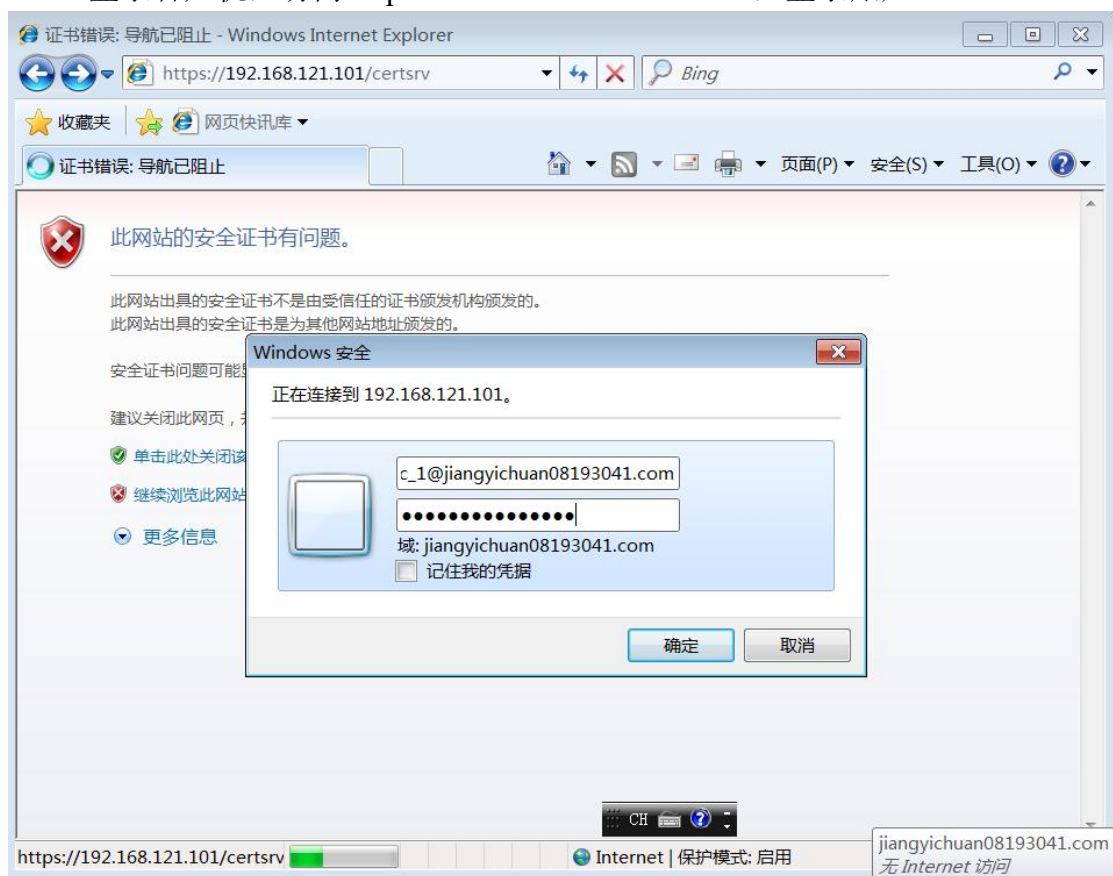 证书错误: 导航已阻止 - Windows Internet Explorer
https://192.168.121.101/certsrv
Bing
收藏夹
网页快讯库
证书错误: 导航已阻止
页面(P)
安全(S)
工具(O)
此网站的安全证书有问题。
此网站出具的安全证书不是由受信任的证书颁发机构颁发的。
此网站出具的安全证书是为其他网站地址颁发的。
安全证书问题可能
建议关闭此网页，
单击此处关闭该
继续浏览此网站
更多信息
Windows 安全
正在连接到 192.168.121.101。
c_1@jiangyichuan08193041.com
●●●●●●●●●●●●●●●
域: jiangyichuan08193041.com
记住我的凭据
确定
取消
CH
https://192.168.121.101/certsrv
Internet | 保护模式: 启用
jiangyichuan08193041.com
无 Internet 访问